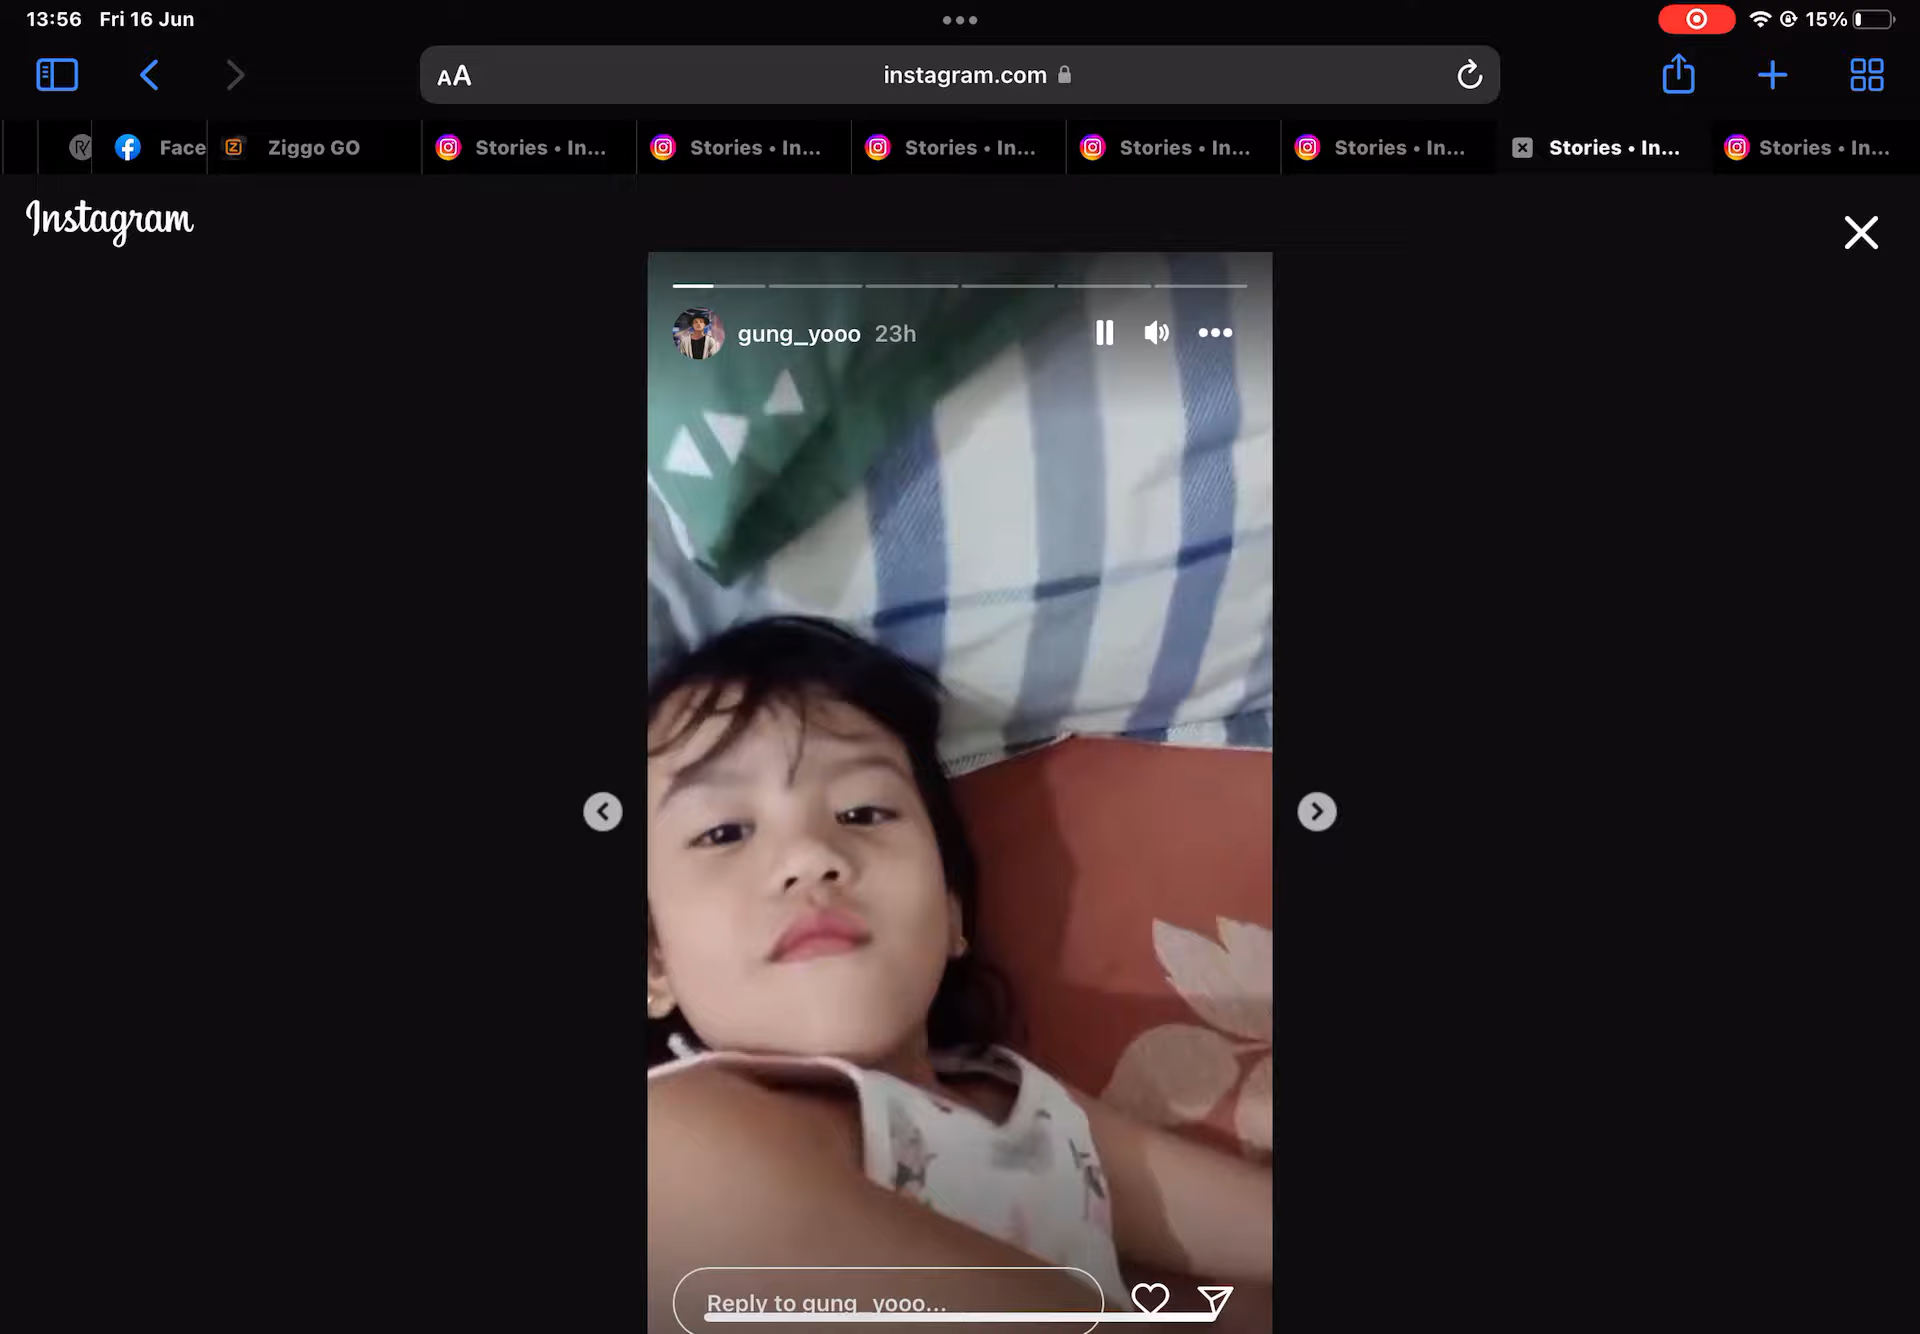 13:56 Fri 16 Jun
15%
AA
instagram.com
Face
Ziggo GO
Stories • In...
Stories • In...
Stories • In...
Stories • In...
Stories • In...
Stories • In...
Stories • In...
Instagram
gung_yooo 23h
Reply to gung_yooo...